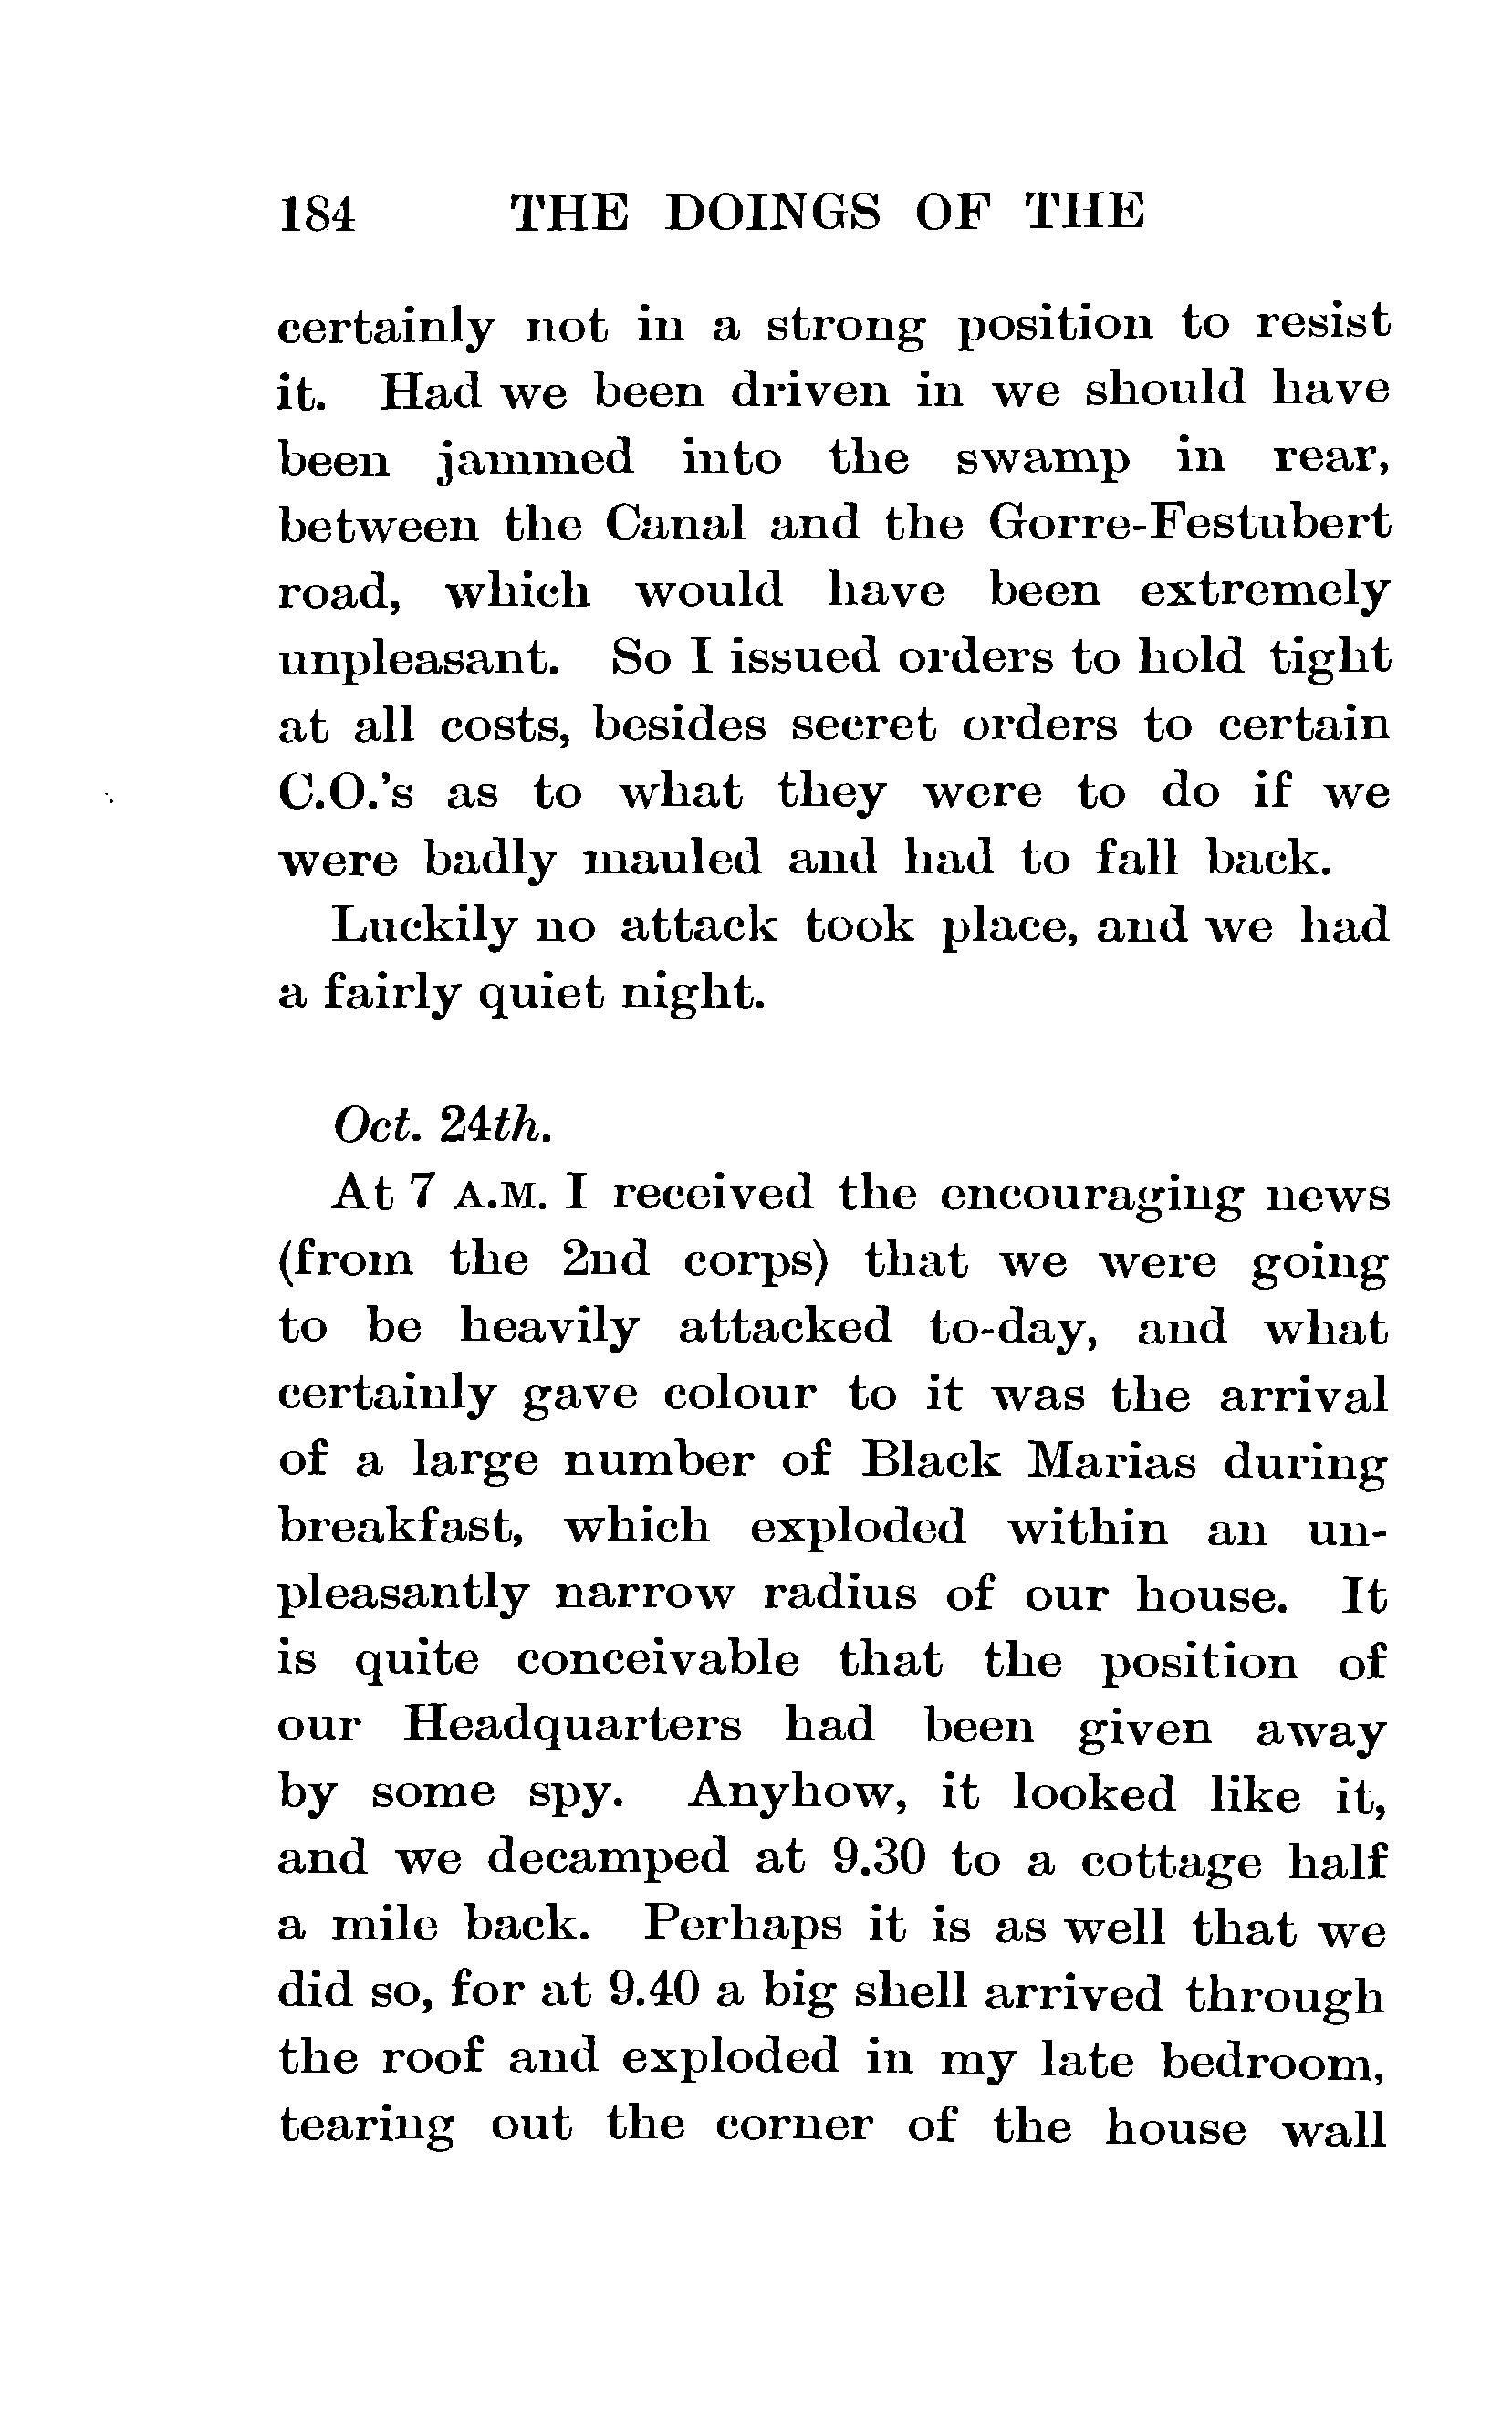 184 THE DOINGS OF THE
certainly not in a strong position to resist
it. Had we been driven in we should have
been jammed into the swamp in rear,
between the Canal and the Gorre-Festubert
road, which would have been extremely
unpleasant. So I issued orders to hold tight
at all costs, besides secret orders to certain
C.O.'s as to what they were to do if we
were badly mauled and had to fall back.
Luckily no attack took place, and we had
a fairly quiet night.
Oct. 24th.
At 7 A.M. I received the encouraging news
(from the 2nd corps) that we were going
to be heavily attacked to-day, and what
certainly gave colour to it was the arrival
of a large number of Black Marias during
breakfast, which exploded within an un-
pleasantly narrow radius of our house. It
is quite conceivable that the position of
our Headquarters had been given away
by some spy. Anyhow, it looked like it,
and we decamped at 9.30 to a cottage half
a mile back. Perhaps it is as well that we
did so, for at 9.40 a big shell arrived through
the roof and exploded in my late bedroom,
tearing out the corner of the house wall